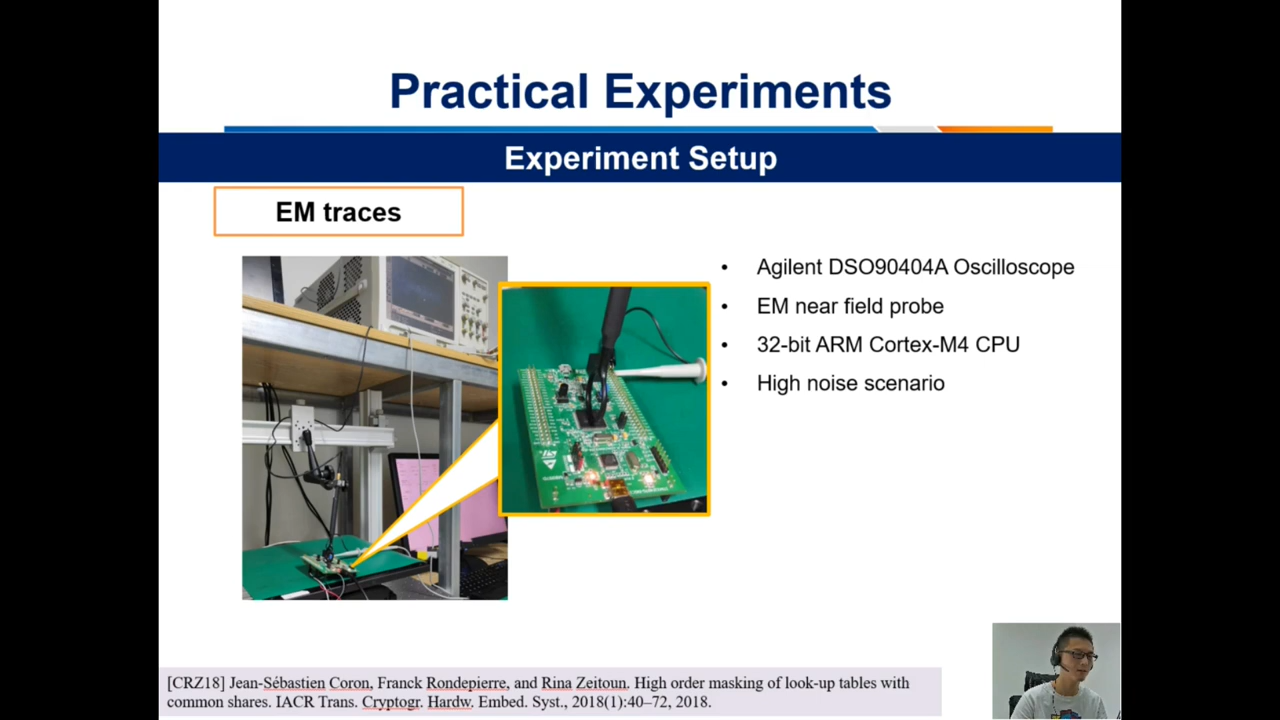 Practical Experiments
Experiment Setup
EM traces
• Agilent DSO90404A Oscilloscope
• EM near field probe
• 32-bit ARM Cortex-M4 CPU
• High noise scenario
[CRZ18] Jean-Sébastien Coron, Franck Rondepierre, and Rina Zeitoun. High order masking of look-up tables with
common shares. IACR Trans. Cryptogr. Hardw. Embed. Syst., 2018(1):40–72, 2018.